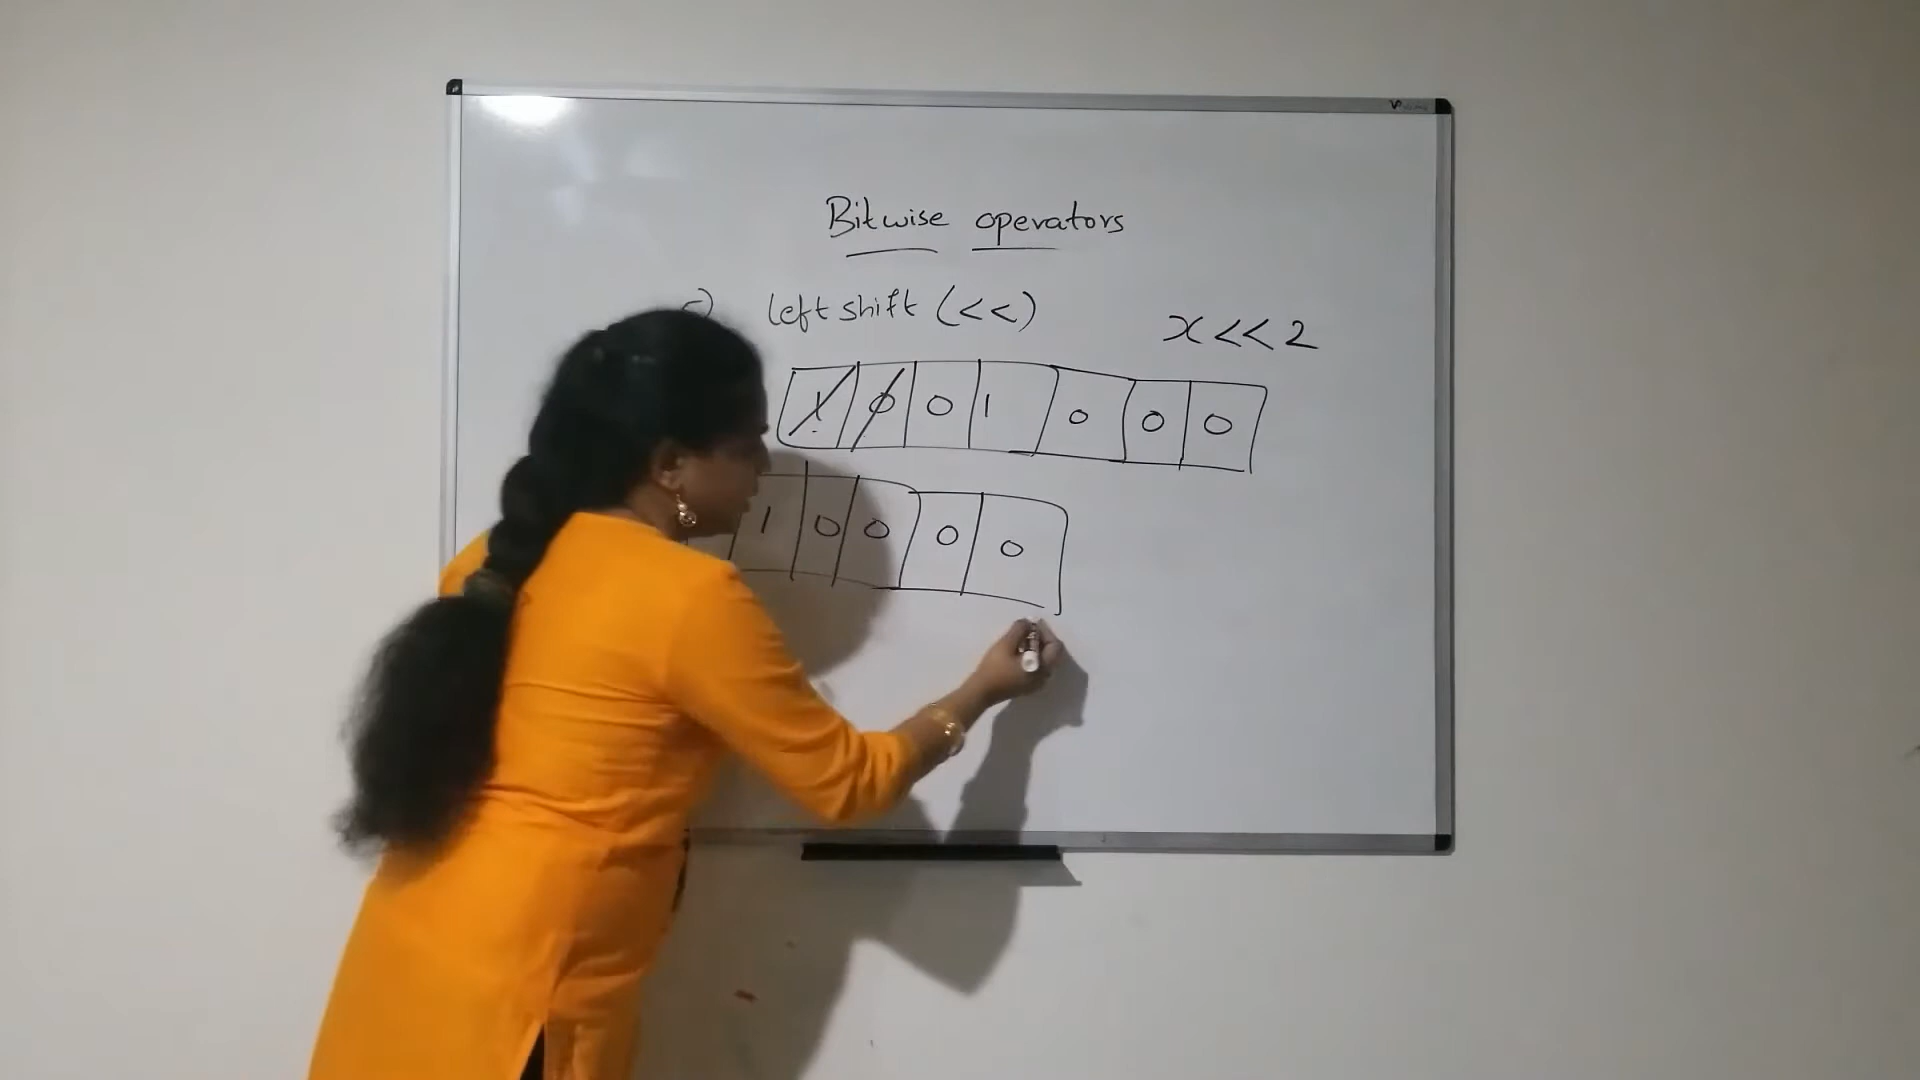 Bitwise operators
c) left shift (<<) x<<2
1 0 0 1 0 0 0
1 0 0 0 0